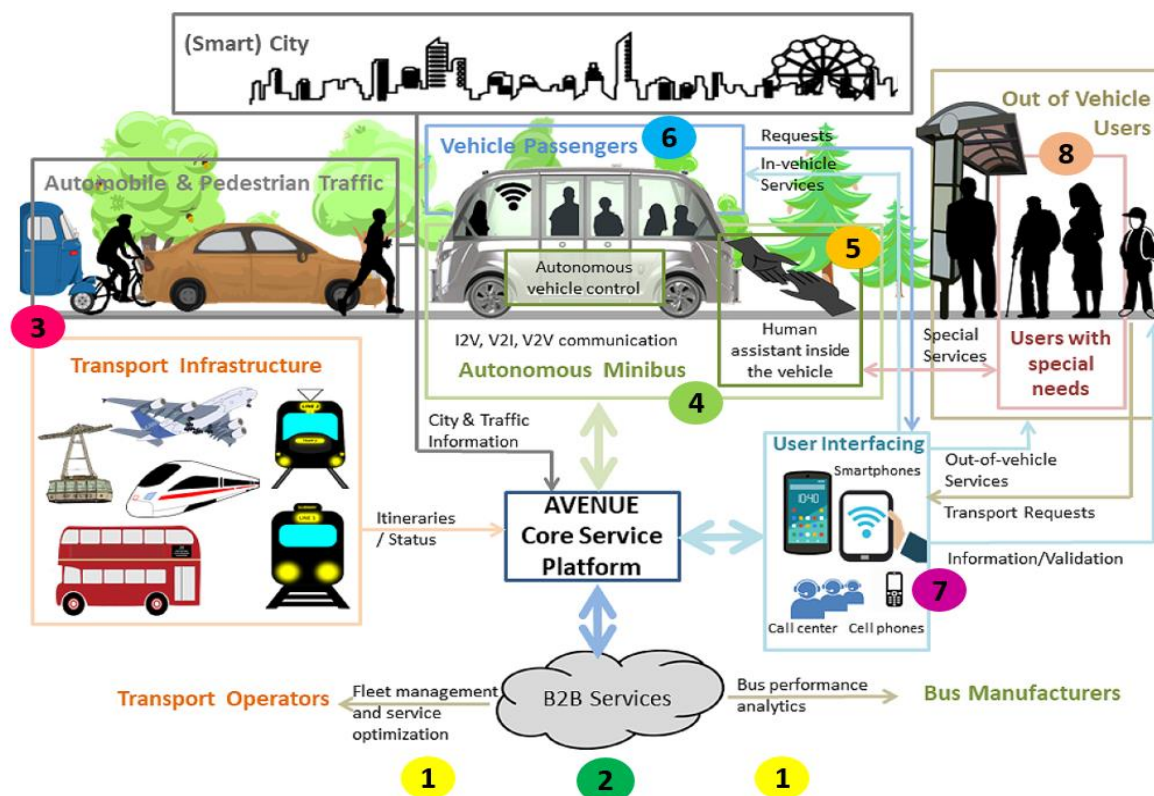 (Smart) City
Out of Vehicle
Users
8
Vehicle Passengers
6
Requests
In-vehicle
Services
Automobile & Pedestrian Traffic
Autonomous
vehicle control
5
3
I2V, V2I, V2V communication
Autonomous Minibus
4
Human
assistant inside
the vehicle
Special
Services
Users with
special
needs
Transport Infrastructure
City & Traffic
Information
User Interfacing
Smartphones
10:40
Out-of-vehicle
Services
Transport Requests
Information/Validation
7
Call center
Cell phones
AVENUE
Core Service
Platform
Itineraries
/ Status
LINE 1
Transport Operators
Fleet management
and service
optimization
B2B Services
Bus performance
analytics
Bus Manufacturers
1
2
1